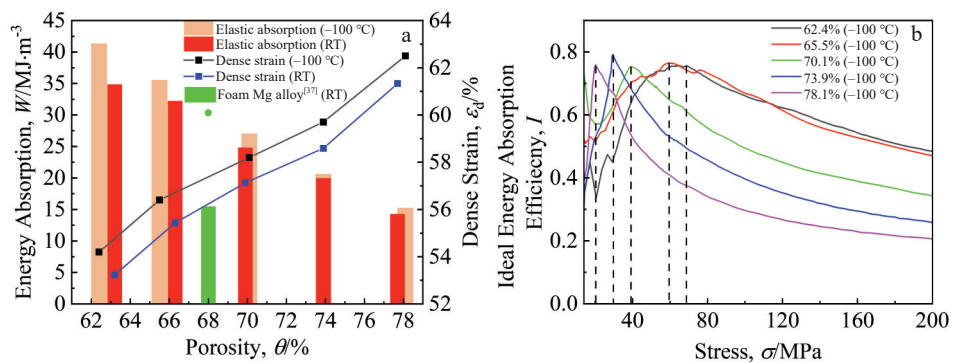 45
40
35
30
25
20
15
10
5
0
Energy Absorption, W/MJ·m⁻³
Elastic absorption (–100 ℃)
Elastic absorption (RT)
Dense strain (–100 ℃)
Dense strain (RT)
Foam Mg alloy[37] (RT)
a
64
62
60
58
56
54
52
Dense Strain, εd/%
62 64 66 68 70 72 74 76 78
Porosity, θ/%
0.8
0.6
0.4
0.2
0.0
Ideal Energy Absorption
Efficiecny, I
62.4% (–100 ℃)
65.5% (–100 ℃)
70.1% (–100 ℃)
73.9% (–100 ℃)
78.1% (–100 ℃)
b
40 80 120 160 200
Stress, σ/MPa